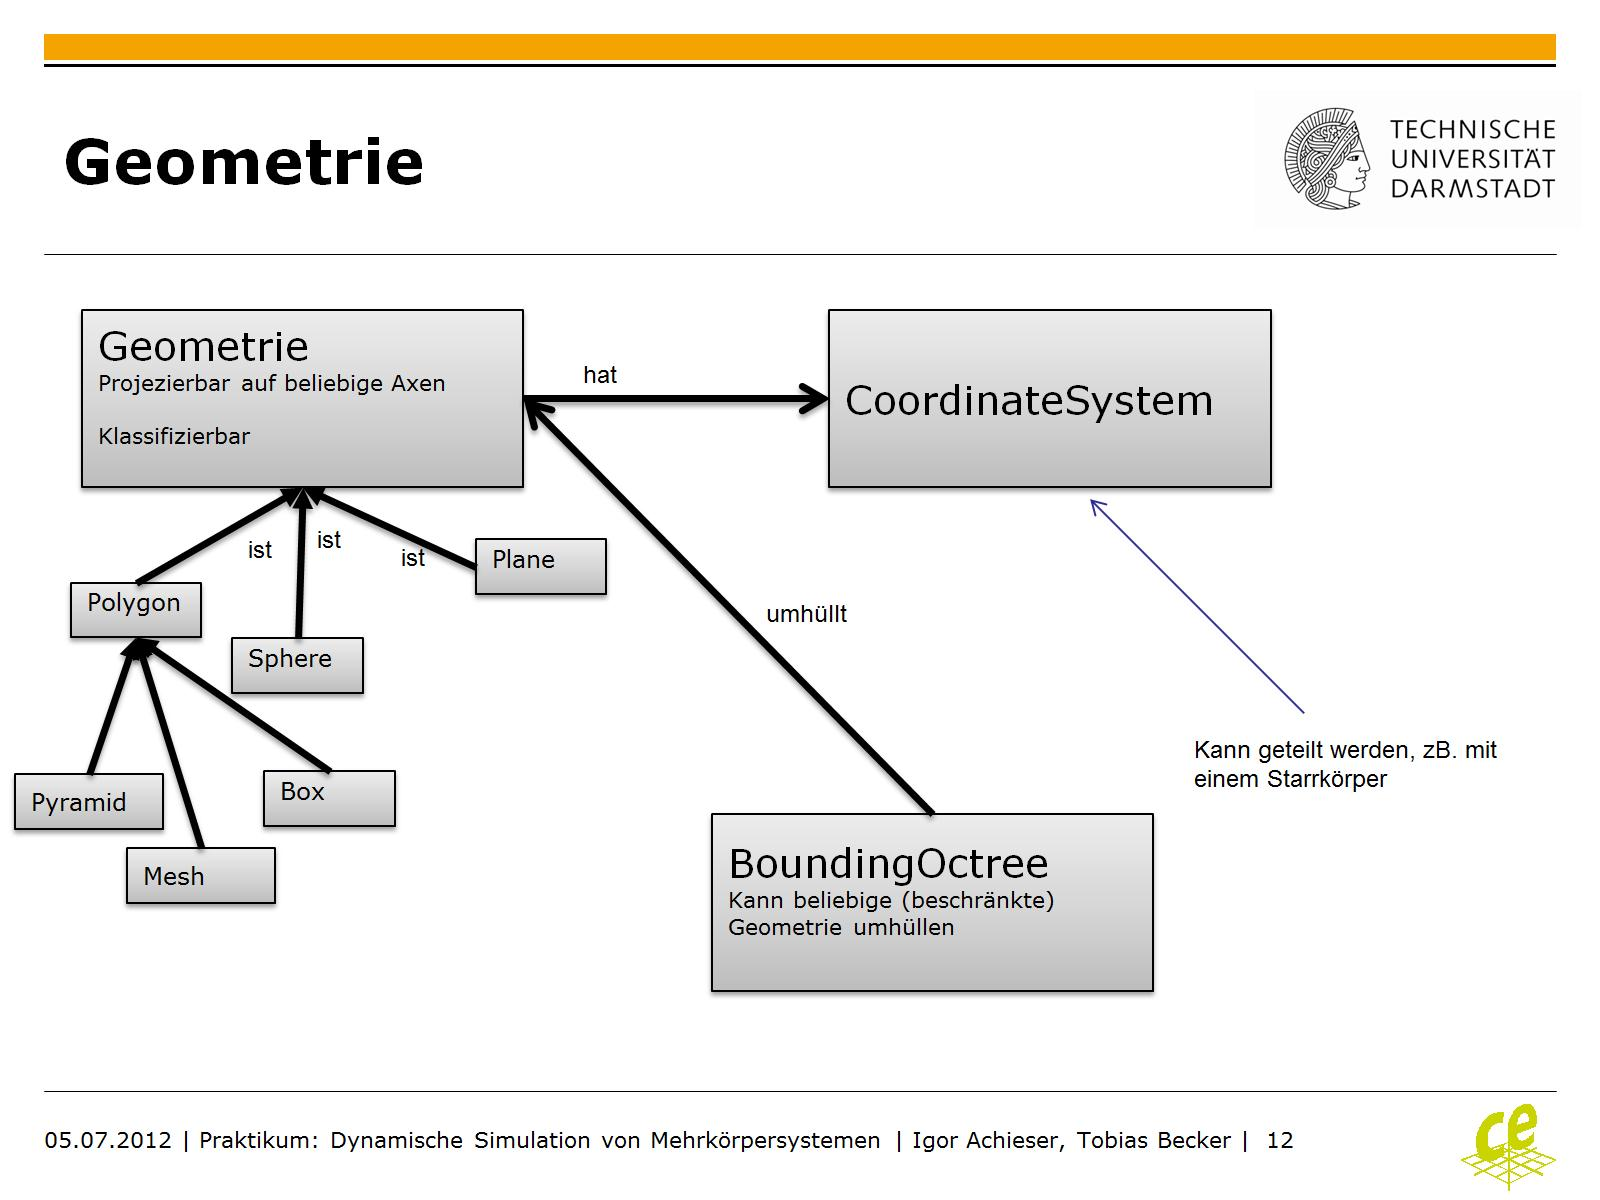 Geometrie
TECHNISCHE
UNIVERSITÄT
DARMSTADT
Geometrie
Projezierbar auf beliebige Axen
Klassifizierbar
hat
CoordinateSystem
ist
ist
ist
Plane
Polygon
Sphere
umhüllt
Pyramid
Box
Mesh
Kann geteilt werden, zB. mit
einem Starrkörper
BoundingOctree
Kann beliebige (beschränkte)
Geometrie umhüllen
05.07.2012 | Praktikum: Dynamische Simulation von Mehrkörpersystemen | Igor Achieser, Tobias Becker | 12
ce